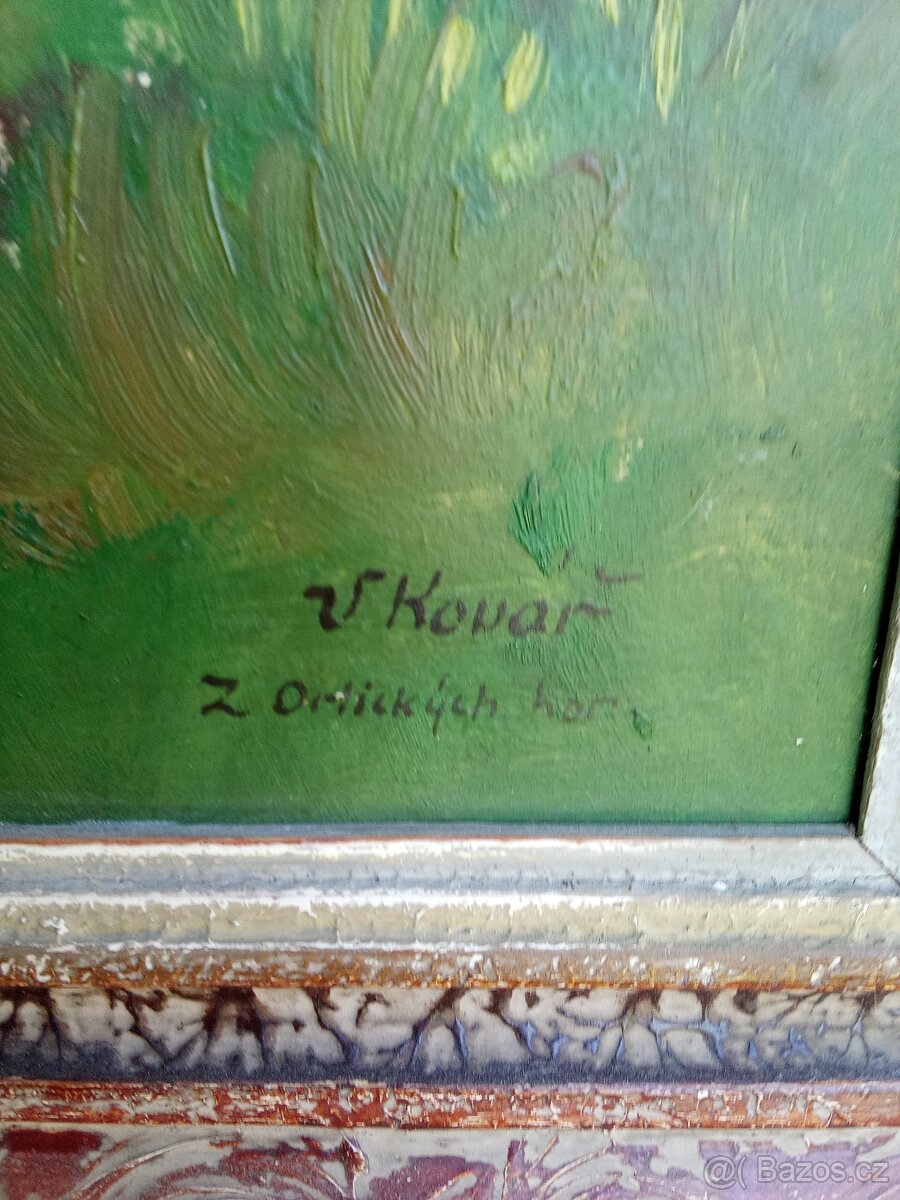 V Kovář
Z Orlických hor
@( Bazos.cz